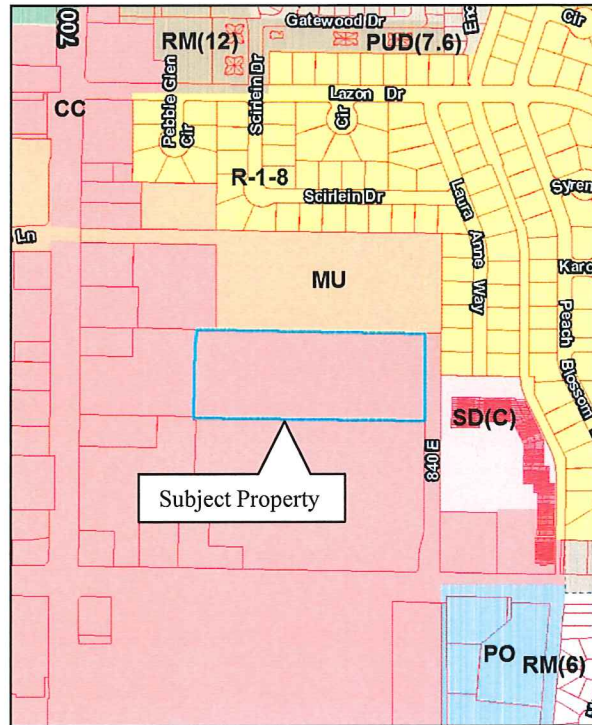 700
Gatewood Dr
RM(12)
PUD(7.6)
Cir
CC
Pebble Glen
Cir
Scirlein Dr
Lazon Dr
Cir
R-1-8
Scirlein Dr
Laura Anne Way
Syren
Ln
MU
Karc
Peach Blossom
SD(C)
840 E
Subject Property
PO
RM(6)